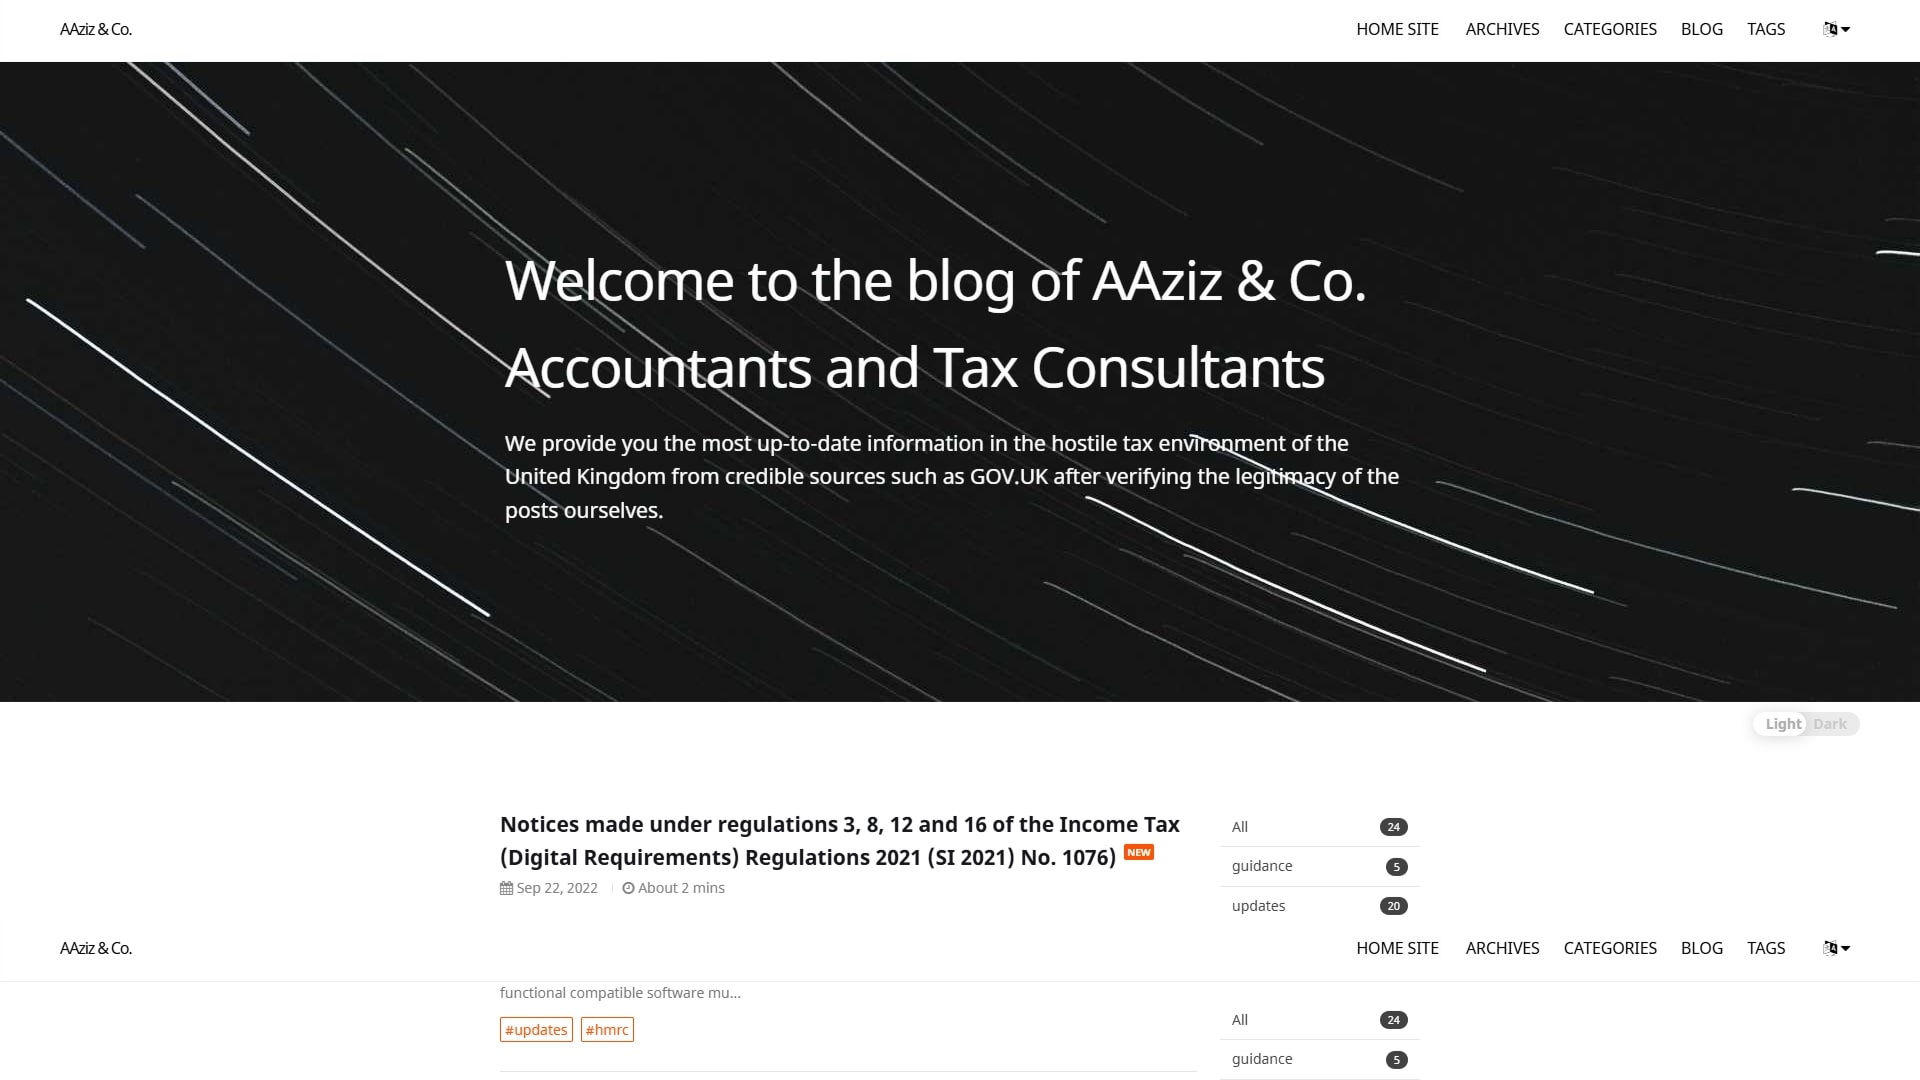 AAziz & Co.
HOME SITE ARCHIVES CATEGORIES BLOG TAGS
Welcome to the blog of AAziz & Co.
Accountants and Tax Consultants
We provide you the most up-to-date information in the hostile tax environment of the
United Kingdom from credible sources such as GOV.UK after verifying the legitimacy of the
posts ourselves.
Light Dark
Notices made under regulations 3, 8, 12 and 16 of the Income Tax
(Digital Requirements) Regulations 2021 (SI 2021) No. 1076) NEW
Sep 22, 2022 About 2 mins
All 24
guidance 5
updates 20
AAziz & Co.
HOME SITE ARCHIVES CATEGORIES BLOG TAGS
functional compatible software mu...
#updates #hmrc
All 24
guidance 5